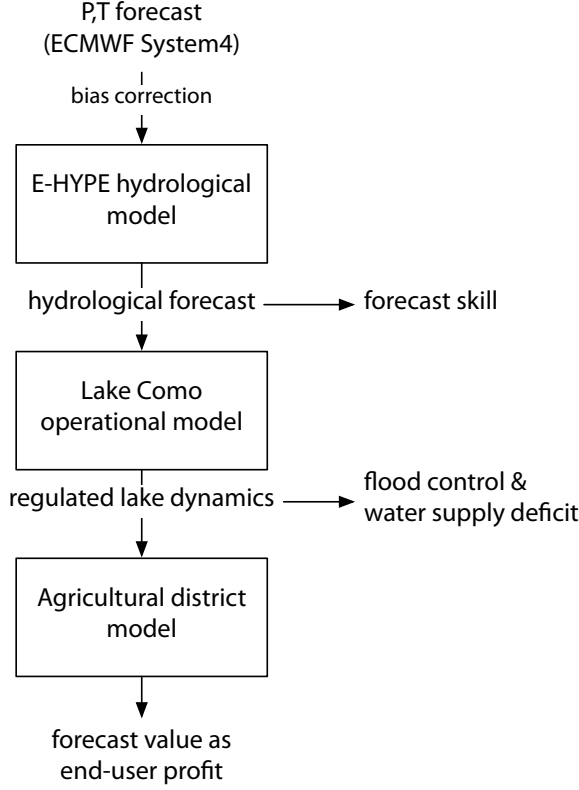 P,T forecast
(ECMWF System4)
bias correction
E-HYPE hydrological
model
hydrological forecast
forecast skill
Lake Como
operational model
regulated lake dynamics
flood control &
water supply deficit
Agricultural district
model
forecast value as
end-user profit